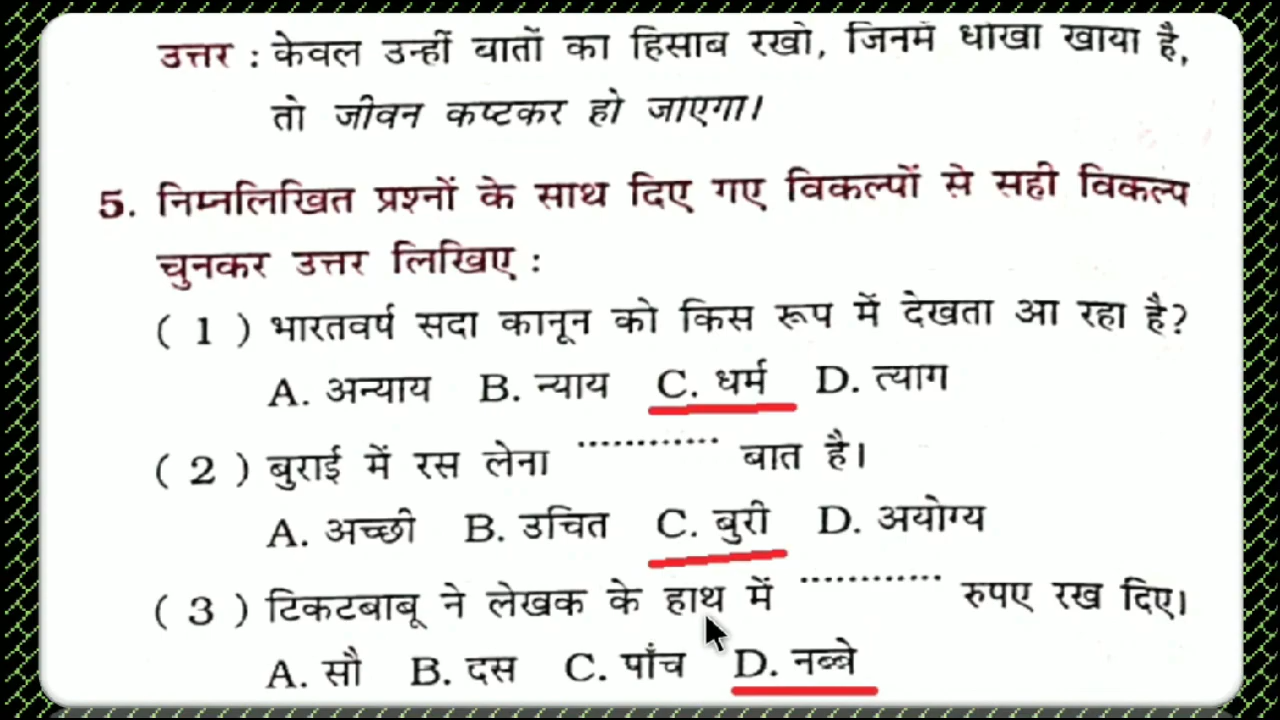 उत्तर : केवल उन्हीं बातों का हिसाब रखो, जिनमें धोखा खाया है,
तो जीवन कष्टकर हो जाएगा।
5. निम्नलिखित प्रश्नों के साथ दिए गए विकल्पों से सही विकल्प
चुनकर उत्तर लिखिए :
( 1 ) भारतवर्ष सदा कानून को किस रूप में देखता आ रहा है?
A. अन्याय B. न्याय C. धर्म D. त्याग
( 2 ) बुराई में रस लेना ............ बात है।
A. अच्छी B. उचित C. बुरी D. अयोग्य
( 3 ) टिकटबाबू ने लेखक के हाथ में ............ रुपए रख दिए।
A. सौ B. दस C. पाँच D. नब्बे